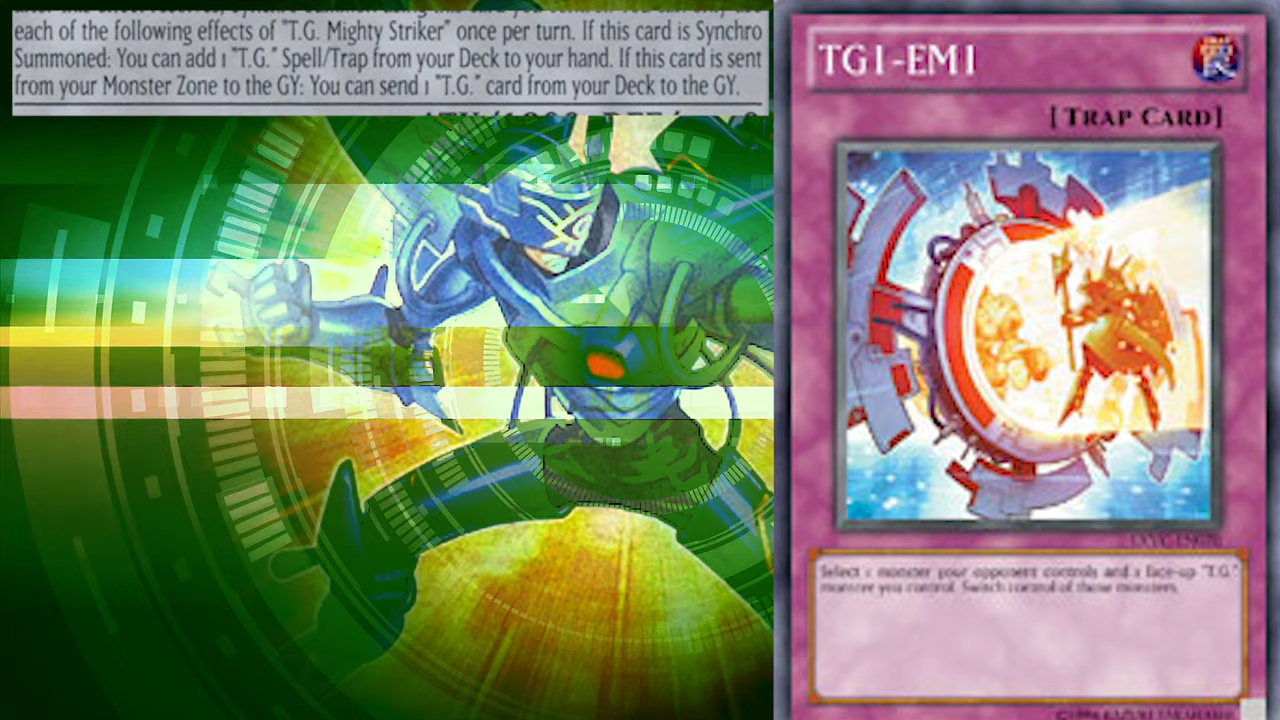 each of the following effects of "T.G. Mighty Striker" once per turn. If this card is Synchro
Summoned: You can add 1 "T.G." Spell/Trap from your Deck to your hand. If this card is sent
from your Monster Zone to the GY: You can send 1 "T.G." card from your Deck to the GY.
TG1-EM1
TRAP
[TRAP CARD]
Select 1 monster your opponent controls and 1 face-up "T.G."
monster you control. Switch control of those monsters.